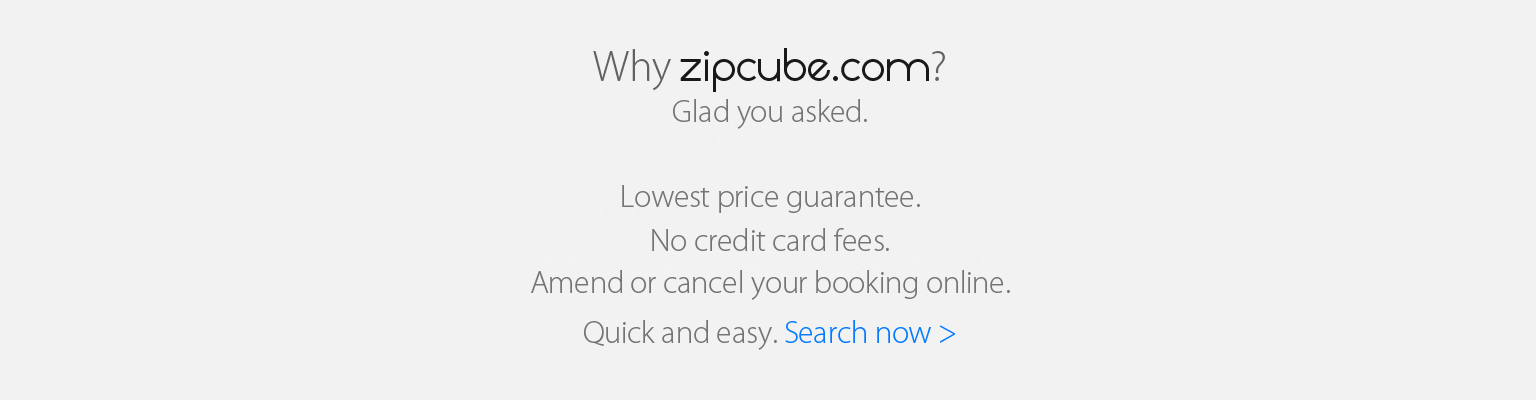 Why zipcube.com?
Glad you asked.
Lowest price guarantee.
No credit card fees.
Amend or cancel your booking online.
Quick and easy. Search now >